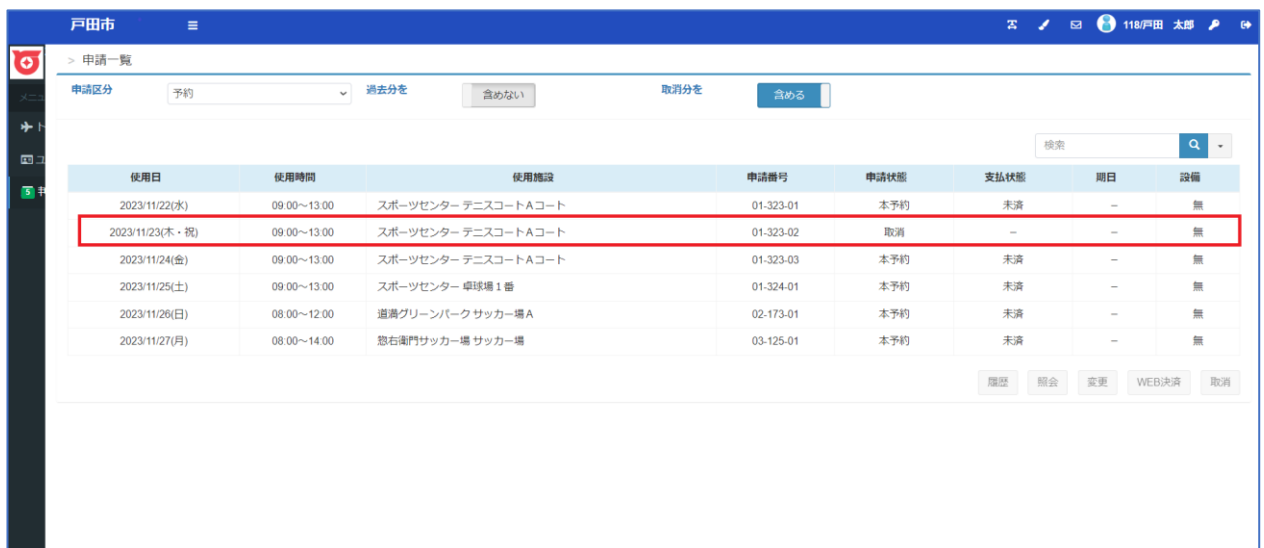 戸田市
118/戸田 太郎
> 申請一覧
メニュ
申請区分 予約 過去分を 含めない 取消分を 含める
ト
検索
ユ
使用日 使用時間 使用施設 申請番号 申請状態 支払状態 期日 設備
5 申
2023/11/22(水) 09:00～13:00 スポーツセンター テニスコートAコート 01-323-01 本予約 未済 － 無
2023/11/23(木・祝) 09:00～13:00 スポーツセンター テニスコートAコート 01-323-02 取消 － － 無
2023/11/24(金) 09:00～13:00 スポーツセンター テニスコートAコート 01-323-03 本予約 未済 － 無
2023/11/25(土) 09:00～13:00 スポーツセンター 卓球場1番 01-324-01 本予約 未済 － 無
2023/11/26(日) 08:00～12:00 道満グリーンパーク サッカー場A 02-173-01 本予約 未済 － 無
2023/11/27(月) 08:00～14:00 惣右衛門サッカー場 サッカー場 03-125-01 本予約 未済 － 無
履歴 照会 変更 WEB決済 取消